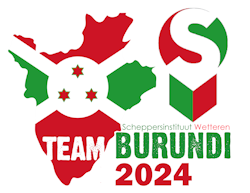 Scheppersinstituut Wetteren
TEAM BURUNDI
2024